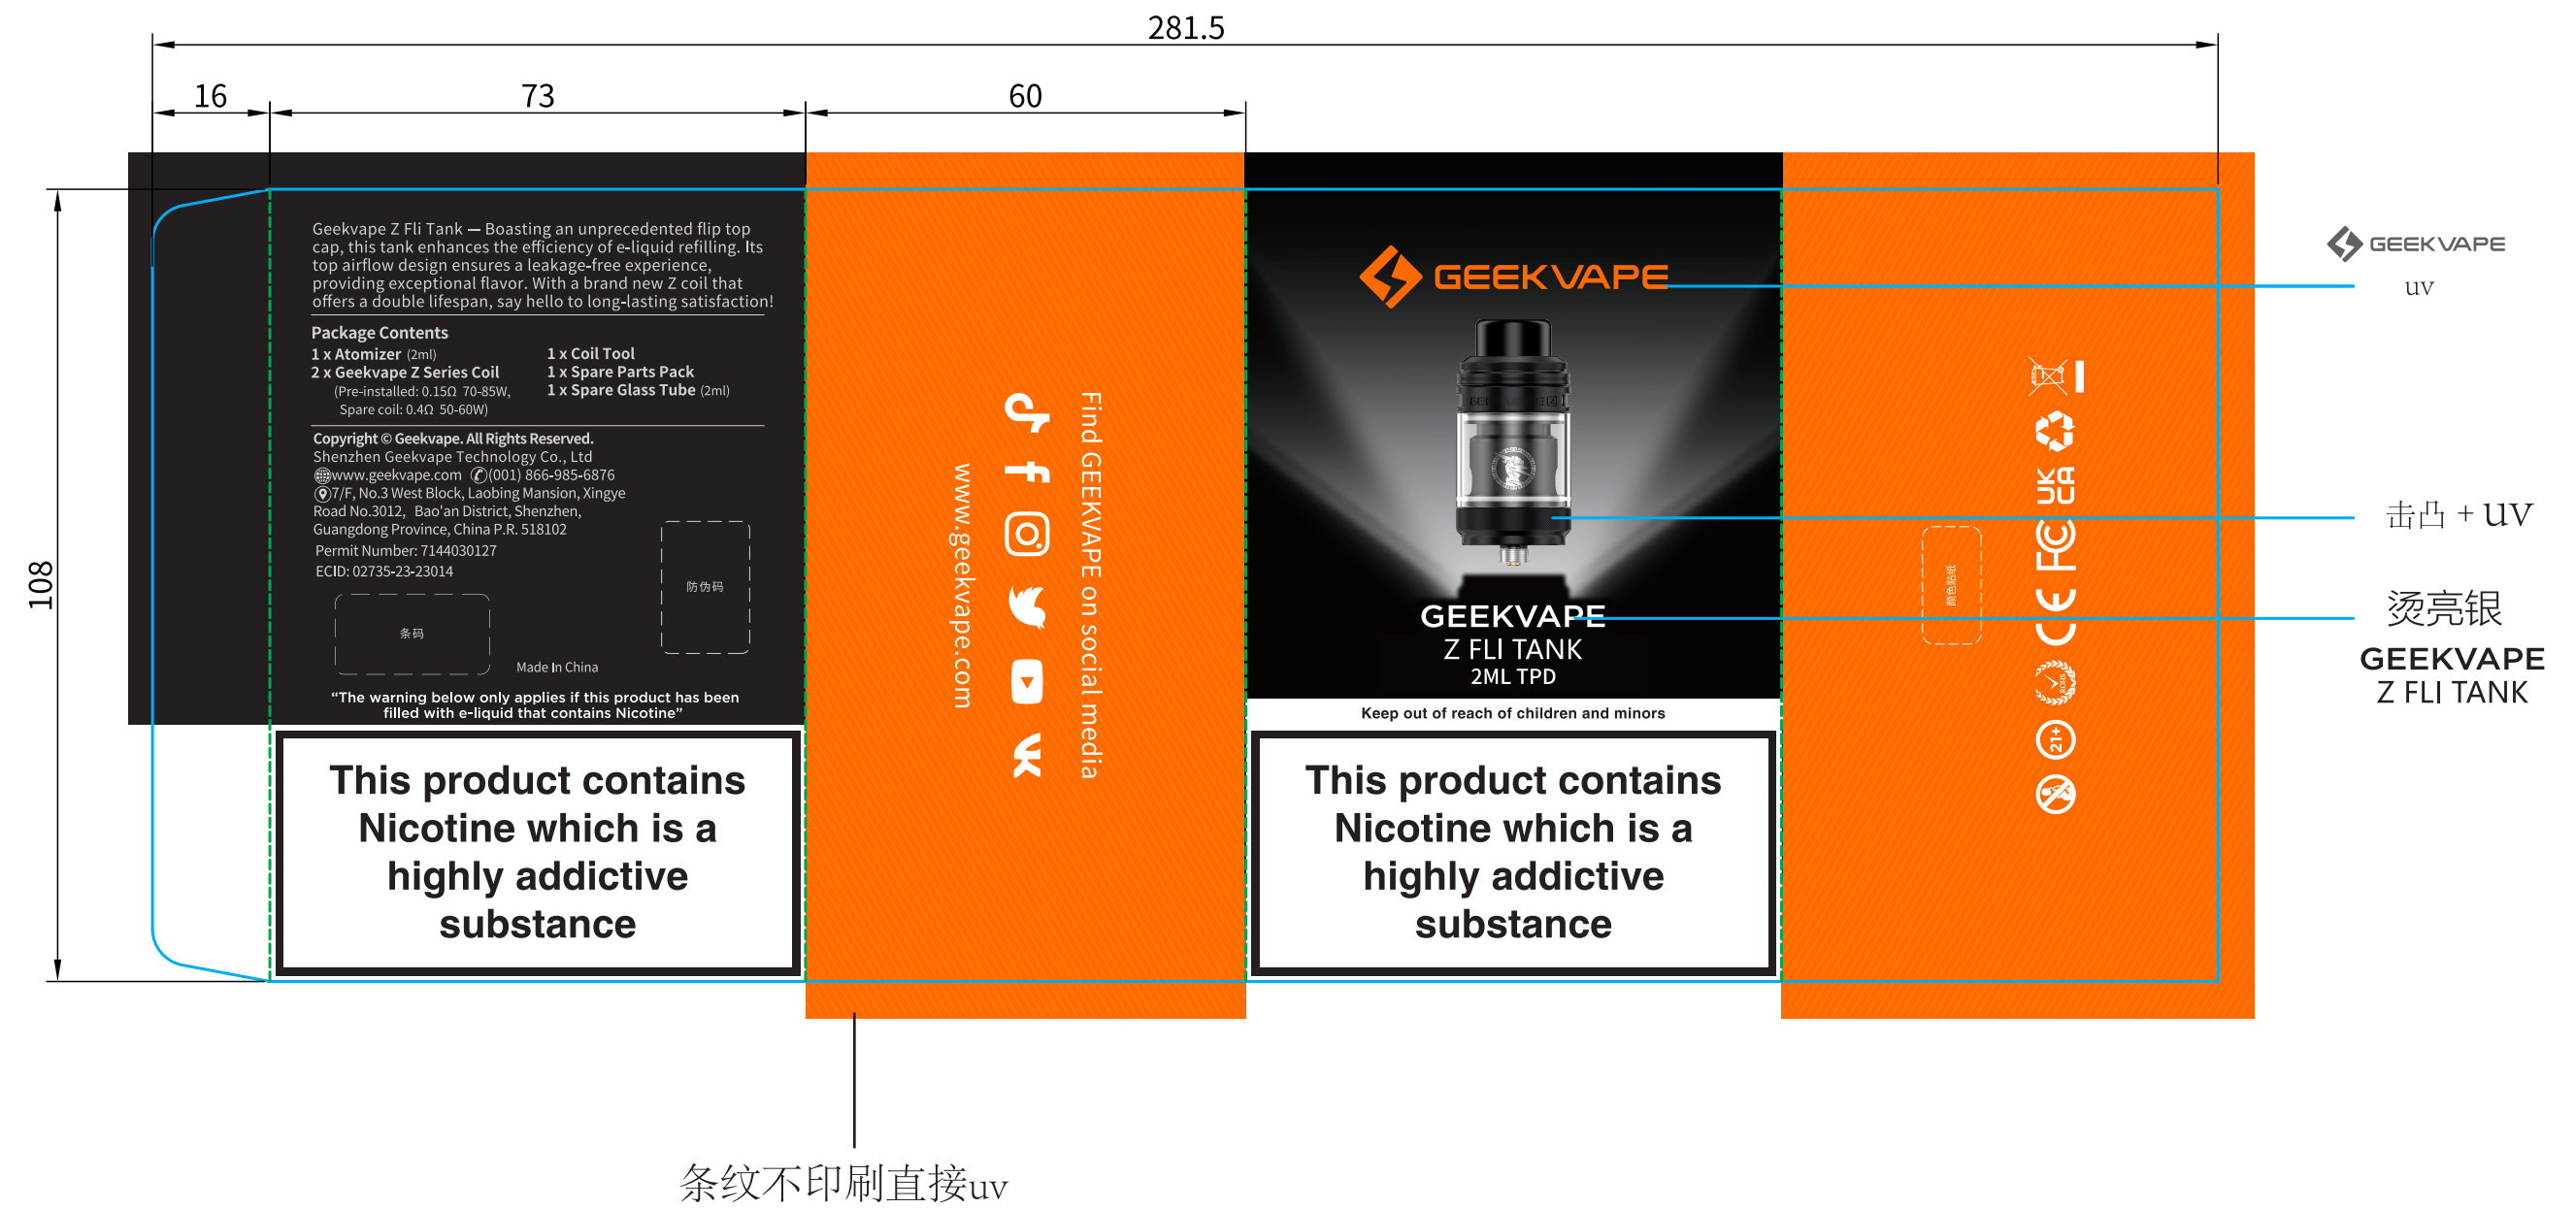 281.5
16
73
60
108
Geekvape Z Fli Tank — Boasting an unprecedented flip top
cap, this tank enhances the efficiency of e-liquid refilling. Its
top airflow design ensures a leakage-free experience,
providing exceptional flavor. With a brand new Z coil that
offers a double lifespan, say hello to long-lasting satisfaction!
Package Contents
1 x Atomizer (2ml)
2 x Geekvape Z Series Coil
(Pre-installed: 0.15Ω 70-85W,
Spare coil: 0.4Ω 50-60W)
1 x Coil Tool
1 x Spare Parts Pack
1 x Spare Glass Tube (2ml)
Copyright © Geekvape. All Rights Reserved.
Shenzhen Geekvape Technology Co., Ltd
www.geekvape.com (001) 866-985-6876
7/F, No.3 West Block, Laobing Mansion, Xingye
Road No.3012, Bao'an District, Shenzhen,
Guangdong Province, China P.R. 518102
Permit Number: 7144030127
ECID: 02735-23-23014
条码
防伪码
Made In China
“The warning below only applies if this product has been
filled with e-liquid that contains Nicotine”
This product contains
Nicotine which is a
highly addictive
substance
Find GEEKVAPE on social media
www.geekvape.com
GEEKVAPE
GEEKVAPE
Z FLI TANK
2ML TPD
Keep out of reach of children and minors
This product contains
Nicotine which is a
highly addictive
substance
颜色贴纸
UK
CA
FC
CE
ROHS
21+
GEEKVAPE
uv
击凸 + UV
烫亮银
GEEKVAPE
Z FLI TANK
条纹不印刷直接uv